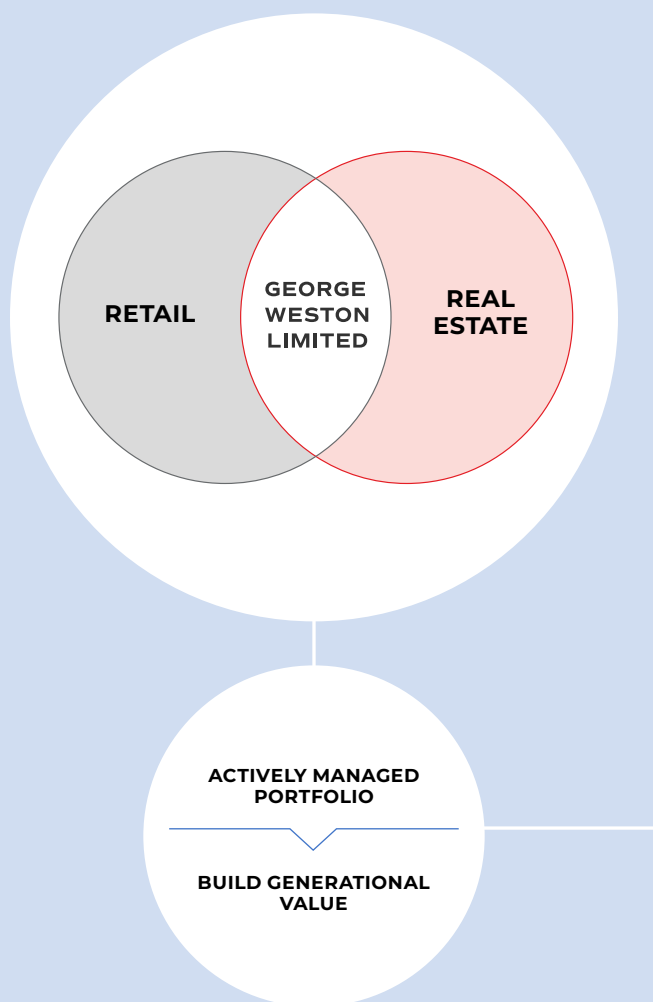 RETAIL
GEORGE
WESTON
LIMITED
REAL
ESTATE
ACTIVELY MANAGED
PORTFOLIO
BUILD GENERATIONAL
VALUE